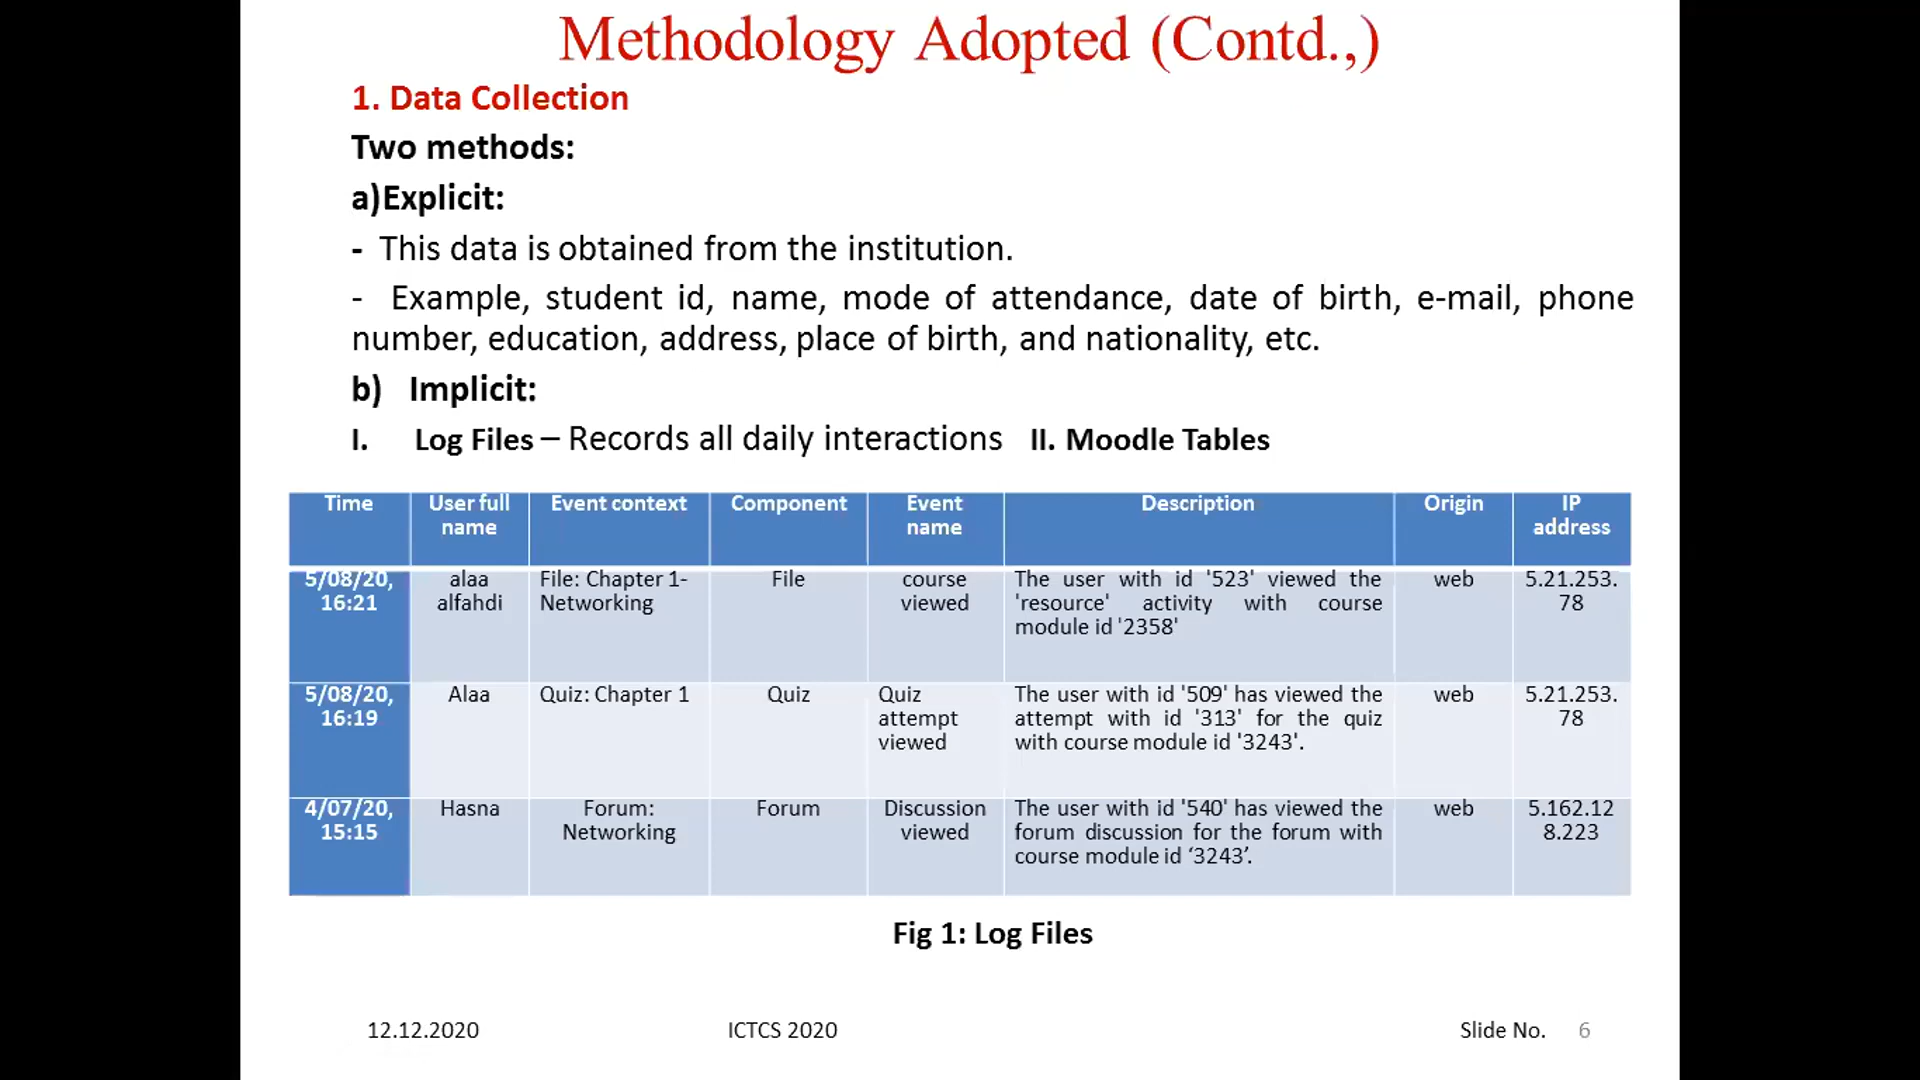 Methodology Adopted (Contd.,)
1. Data Collection
Two methods:
a)Explicit:
- This data is obtained from the institution.
- Example, student id, name, mode of attendance, date of birth, e-mail, phone
number, education, address, place of birth, and nationality, etc.
b) Implicit:
I. Log Files – Records all daily interactions II. Moodle Tables
Time
User full
name
Event context
Component
Event
name
Description
Origin
IP
address
5/08/20,
16:21
alaa
alfahdi
File: Chapter 1-
Networking
File
course
viewed
The user with id '523' viewed the
'resource' activity with course
module id '2358'
web
5.21.253.
78
5/08/20,
16:19
Alaa
Quiz: Chapter 1
Quiz
Quiz
attempt
viewed
The user with id '509' has viewed the
attempt with id '313' for the quiz
with course module id '3243'.
web
5.21.253.
78
4/07/20,
15:15
Hasna
Forum:
Networking
Forum
Discussion
viewed
The user with id '540' has viewed the
forum discussion for the forum with
course module id ‘3243’.
web
5.162.12
8.223
Fig 1: Log Files
12.12.2020
ICTCS 2020
Slide No. 6